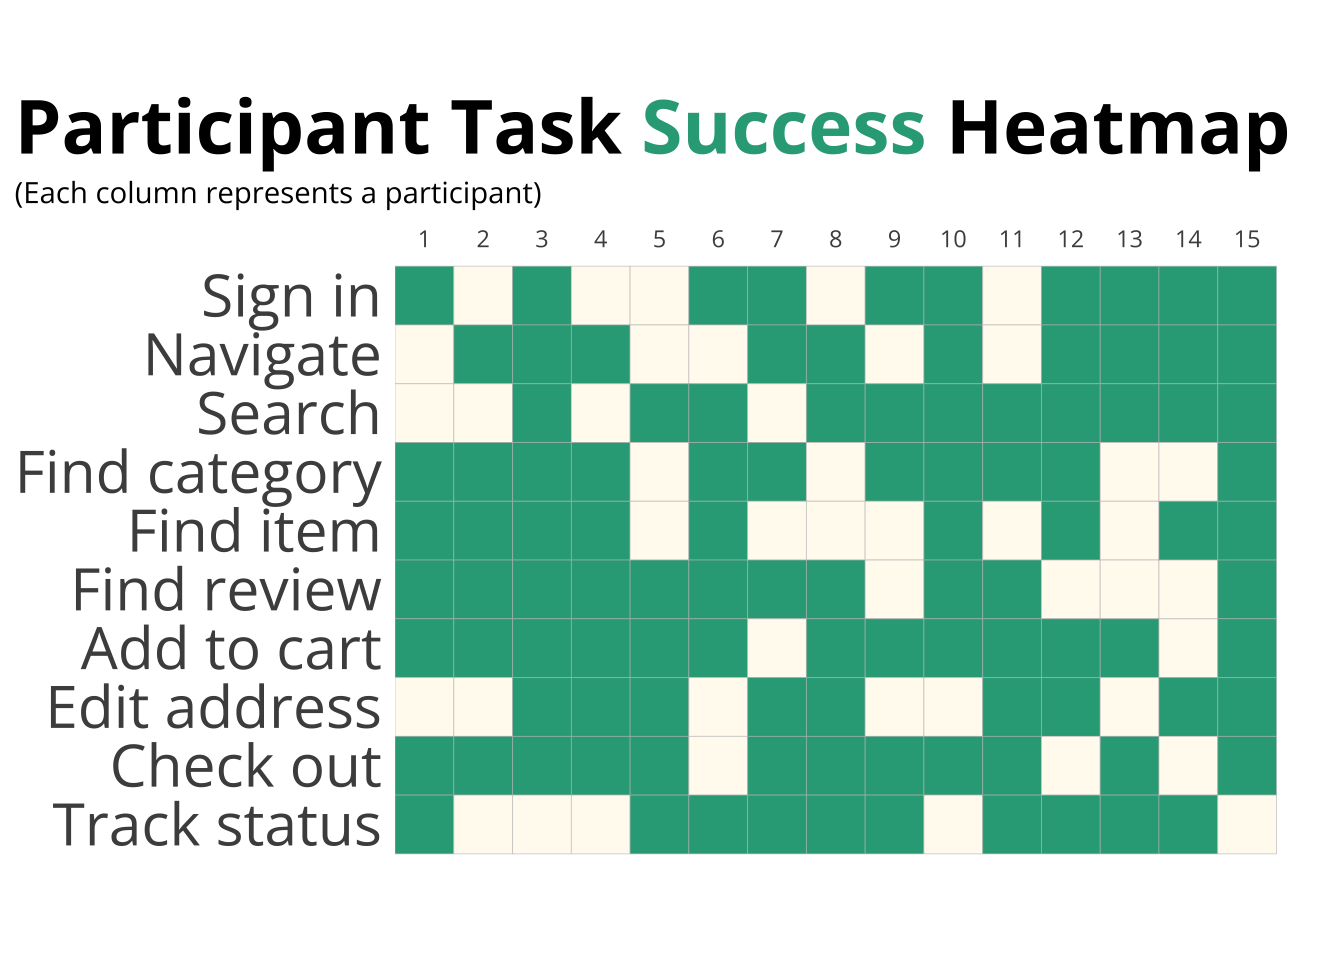 Participant Task Success Heatmap
(Each column represents a participant)
1 2 3 4 5 6 7 8 9 10 11 12 13 14 15
Sign in
Navigate
Search
Find category
Find item
Find review
Add to cart
Edit address
Check out
Track status